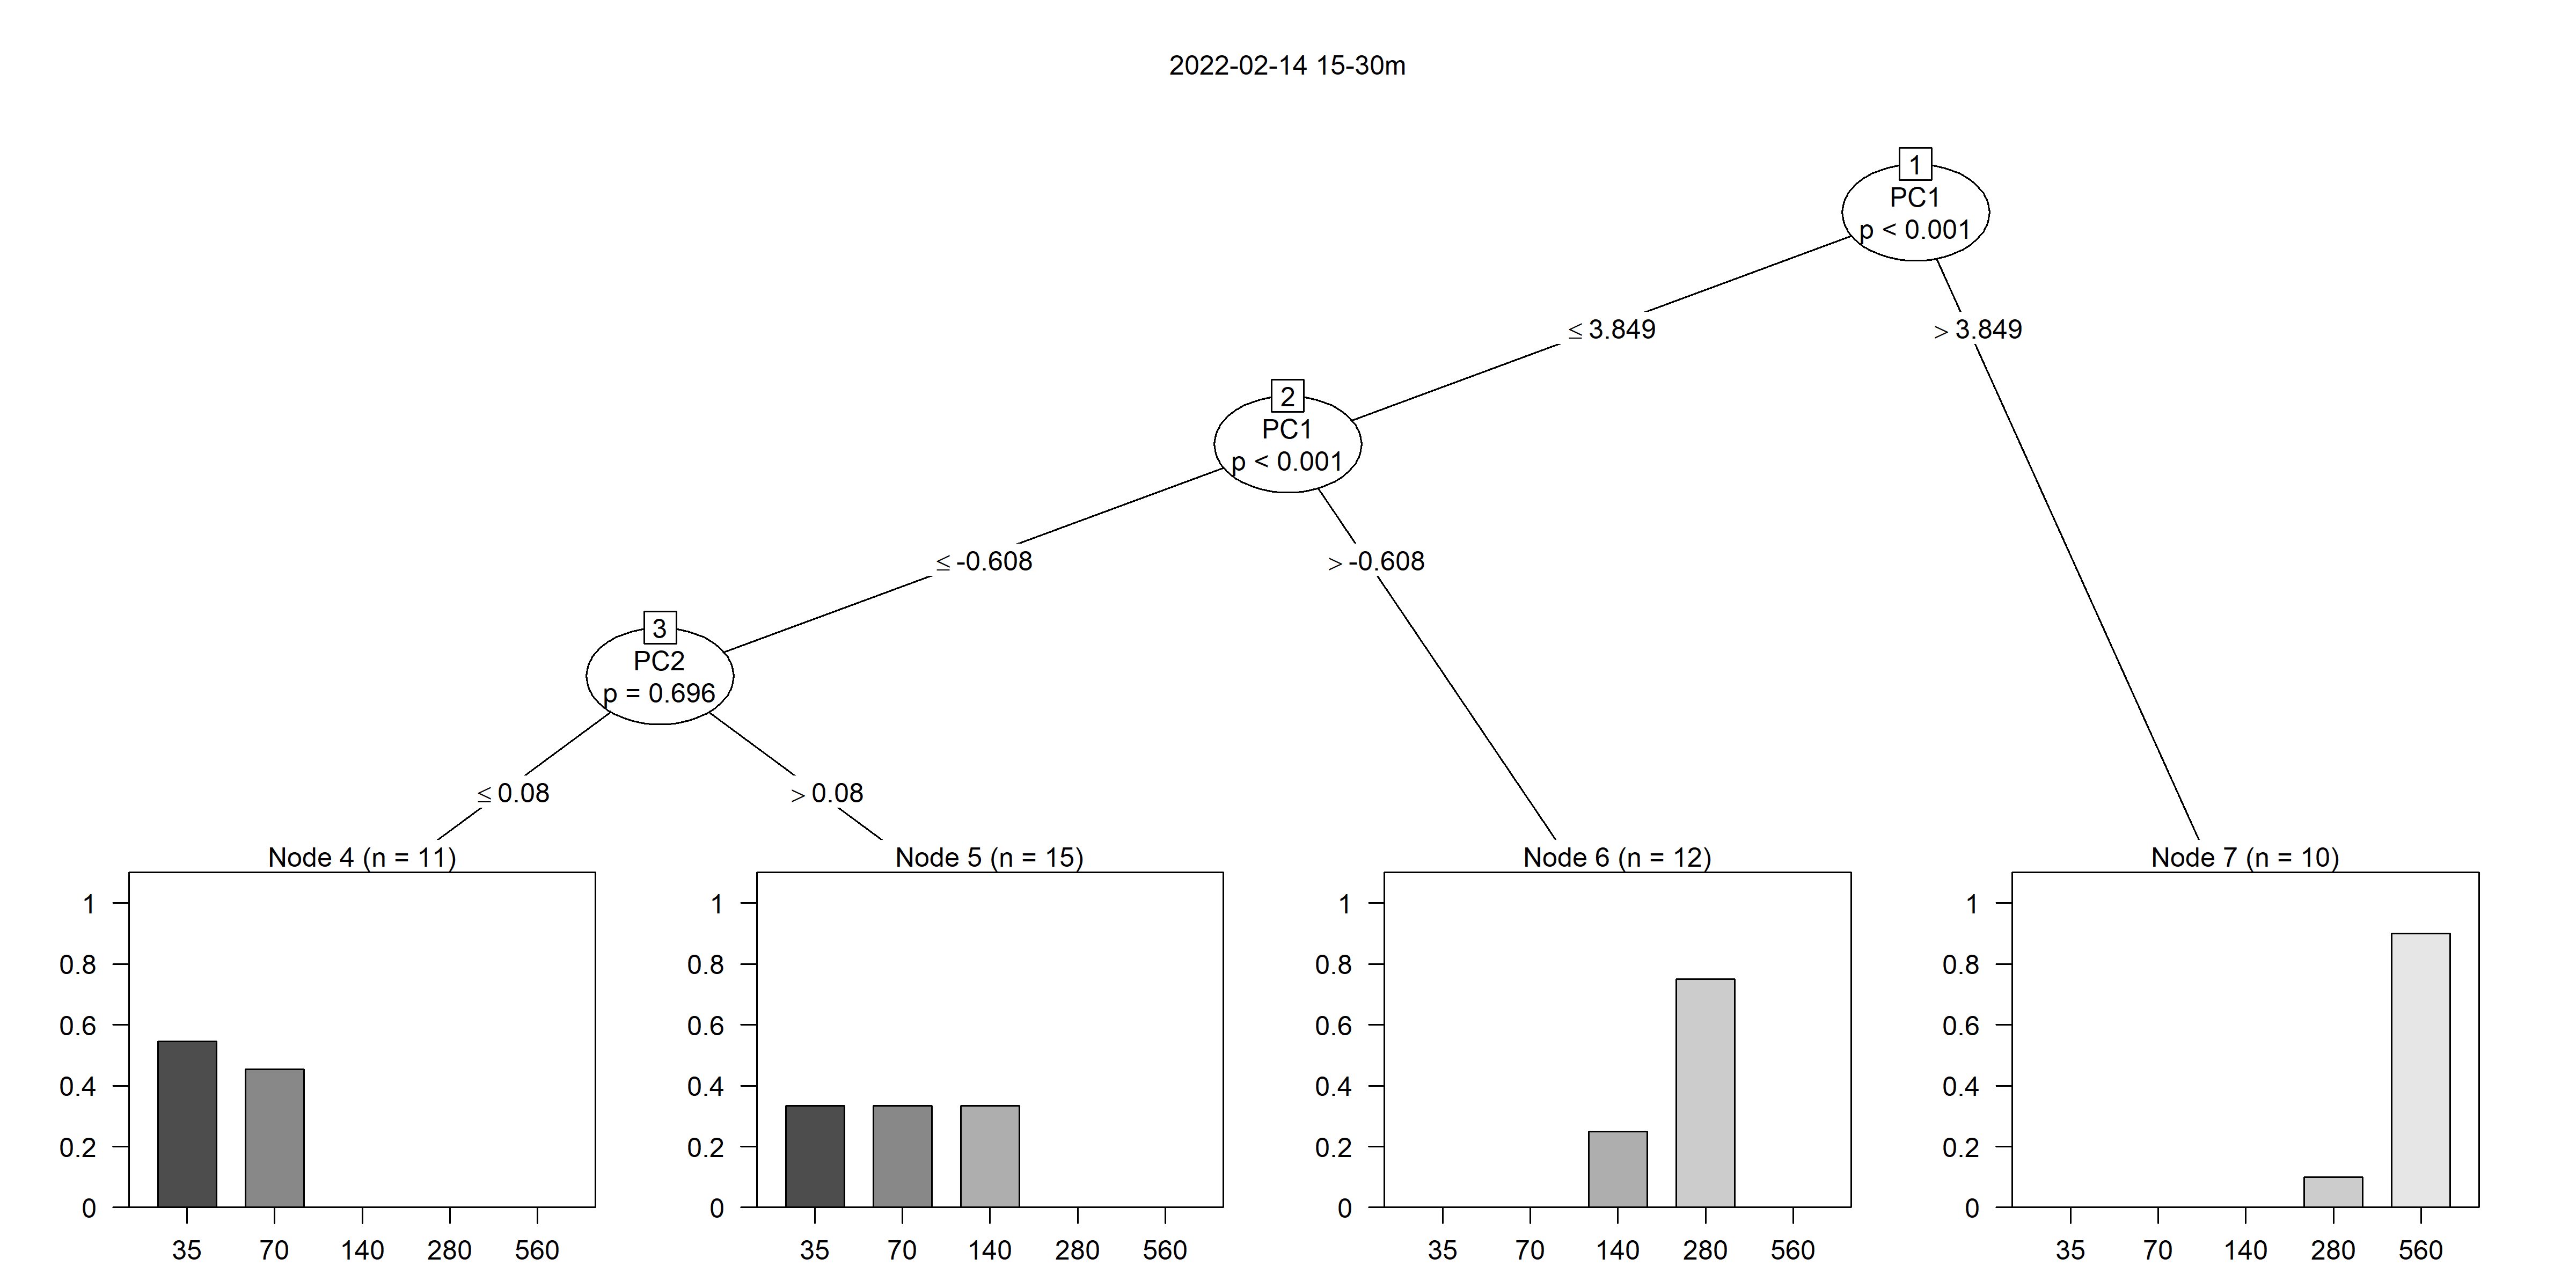 2022-02-14 15-30m
1
PC1
p < 0.001
≤ 3.849
> 3.849
2
PC1
p < 0.001
≤ -0.608
> -0.608
3
PC2
p = 0.696
≤ 0.08
> 0.08
Node 4 (n = 11)
1
0.8
0.6
0.4
0.2
0
35 70 140 280 560
Node 5 (n = 15)
1
0.8
0.6
0.4
0.2
0
35 70 140 280 560
Node 6 (n = 12)
1
0.8
0.6
0.4
0.2
0
35 70 140 280 560
Node 7 (n = 10)
1
0.8
0.6
0.4
0.2
0
35 70 140 280 560